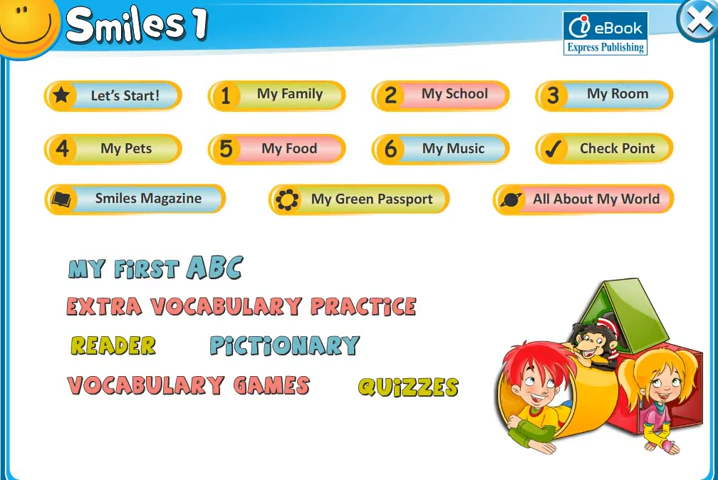 Smiles 1
i eBook
Express Publishing
Let's Start!
1 My Family
2 My School
3 My Room
4 My Pets
5 My Food
6 My Music
Check Point
Smiles Magazine
My Green Passport
All About My World
MY FiRST ABC
EXTRA VOCABULARY PRACTiCE
READER
PiCTiONARY
VOCABULARY GAMES
QUiZZES